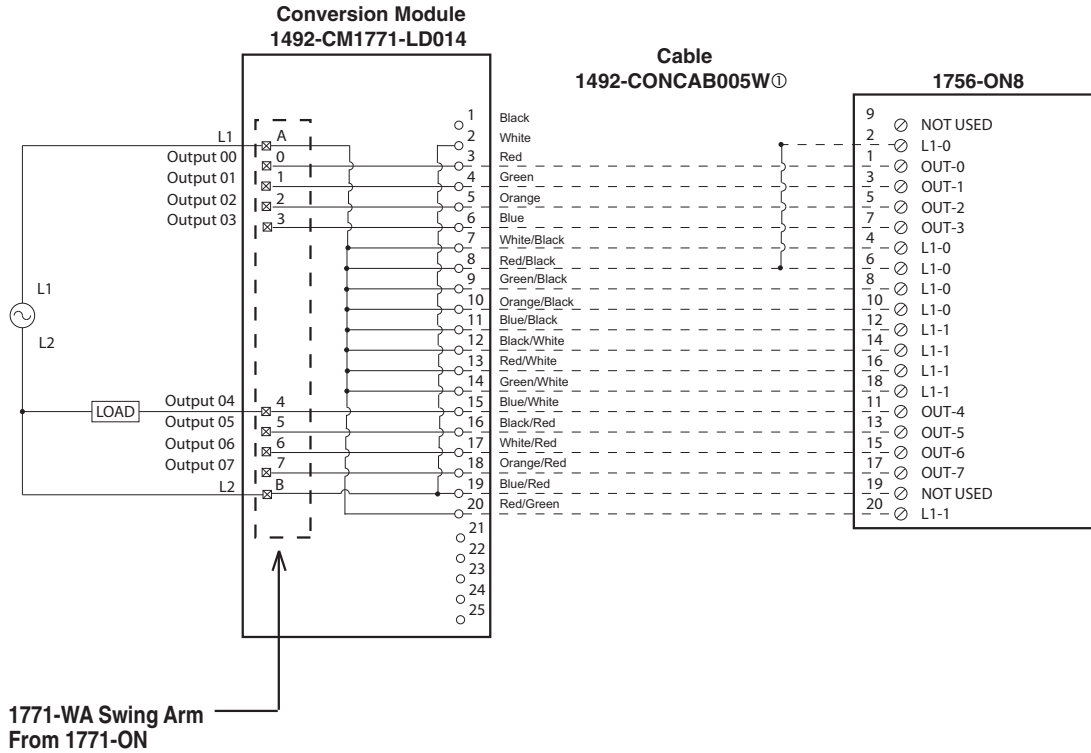 Conversion Module
1492-CM1771-LD014
Cable
1492-CONCAB005W①
1756-ON8
L1
L2
LOAD
L1 A
Output 00 0
Output 01 1
Output 02 2
Output 03 3
Output 04 4
Output 05 5
Output 06 6
Output 07 7
L2 B
1 Black
2 White
3 Red
4 Green
5 Orange
6 Blue
7 White/Black
8 Red/Black
9 Green/Black
10 Orange/Black
11 Blue/Black
12 Black/White
13 Red/White
14 Green/White
15 Blue/White
16 Black/Red
17 White/Red
18 Orange/Red
19 Blue/Red
20 Red/Green
21
22
23
24
25
9 NOT USED
2 L1-0
1 OUT-0
3 OUT-1
5 OUT-2
7 OUT-3
4 L1-0
6 L1-0
8 L1-0
10 L1-0
12 L1-1
14 L1-1
16 L1-1
18 L1-1
11 OUT-4
13 OUT-5
15 OUT-6
17 OUT-7
19 NOT USED
20 L1-1
1771-WA Swing Arm
From 1771-ON